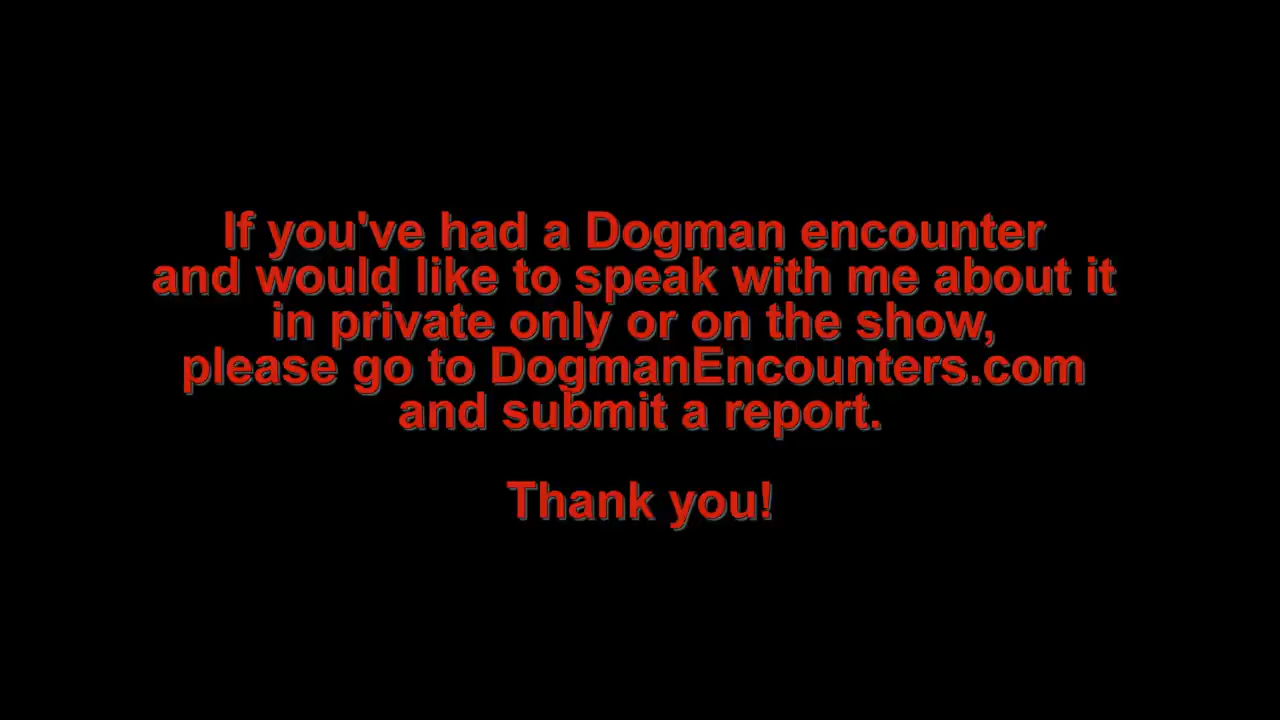 If you've had a Dogman encounter
and would like to speak with me about it
in private only or on the show,
please go to DogmanEncounters.com
and submit a report.
Thank you!